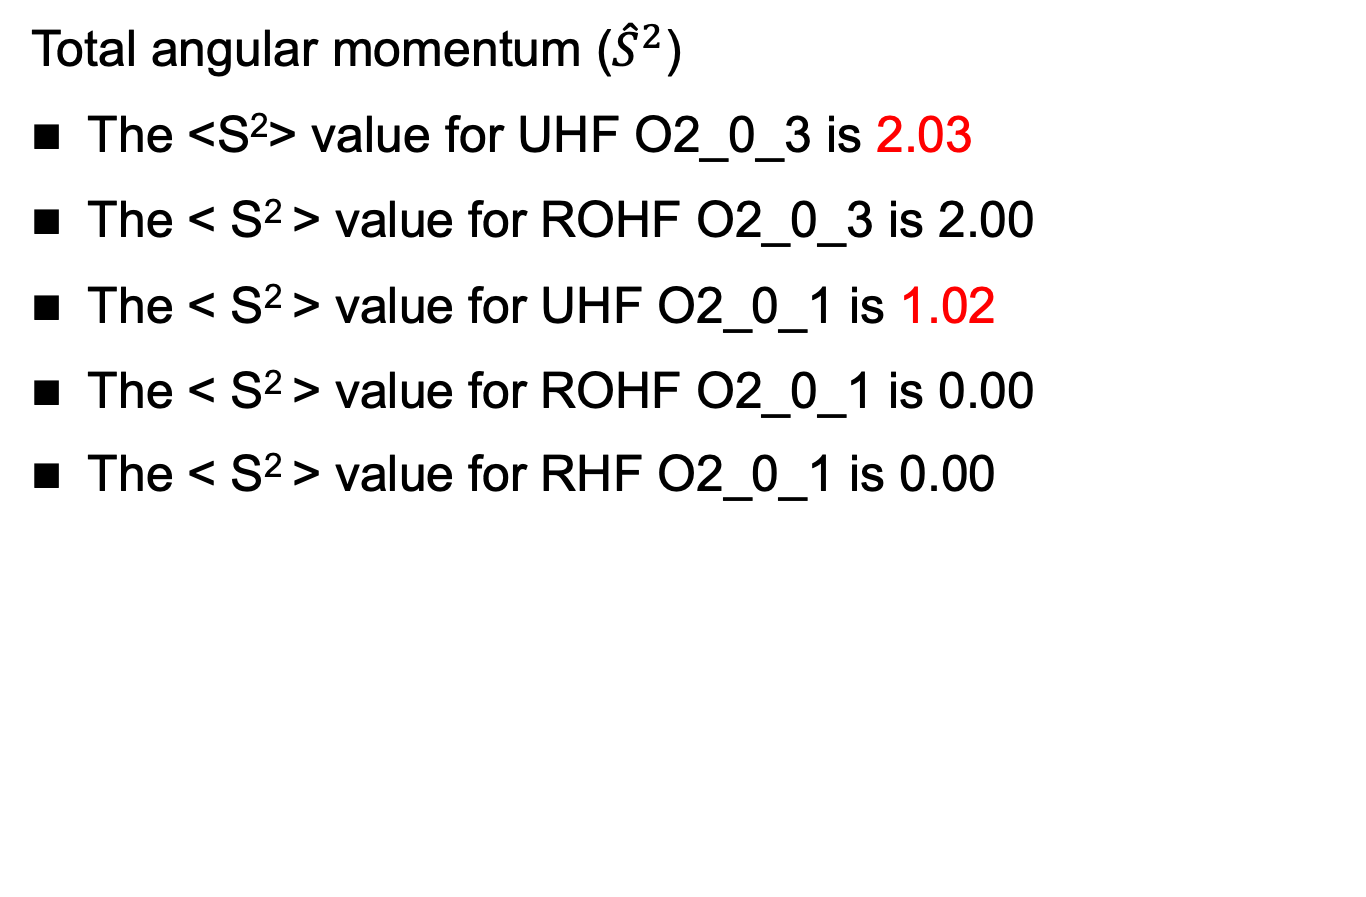 Total angular momentum (Ŝ²)
■ The <S²> value for UHF O2_0_3 is 2.03
■ The < S² > value for ROHF O2_0_3 is 2.00
■ The < S² > value for UHF O2_0_1 is 1.02
■ The < S² > value for ROHF O2_0_1 is 0.00
■ The < S² > value for RHF O2_0_1 is 0.00